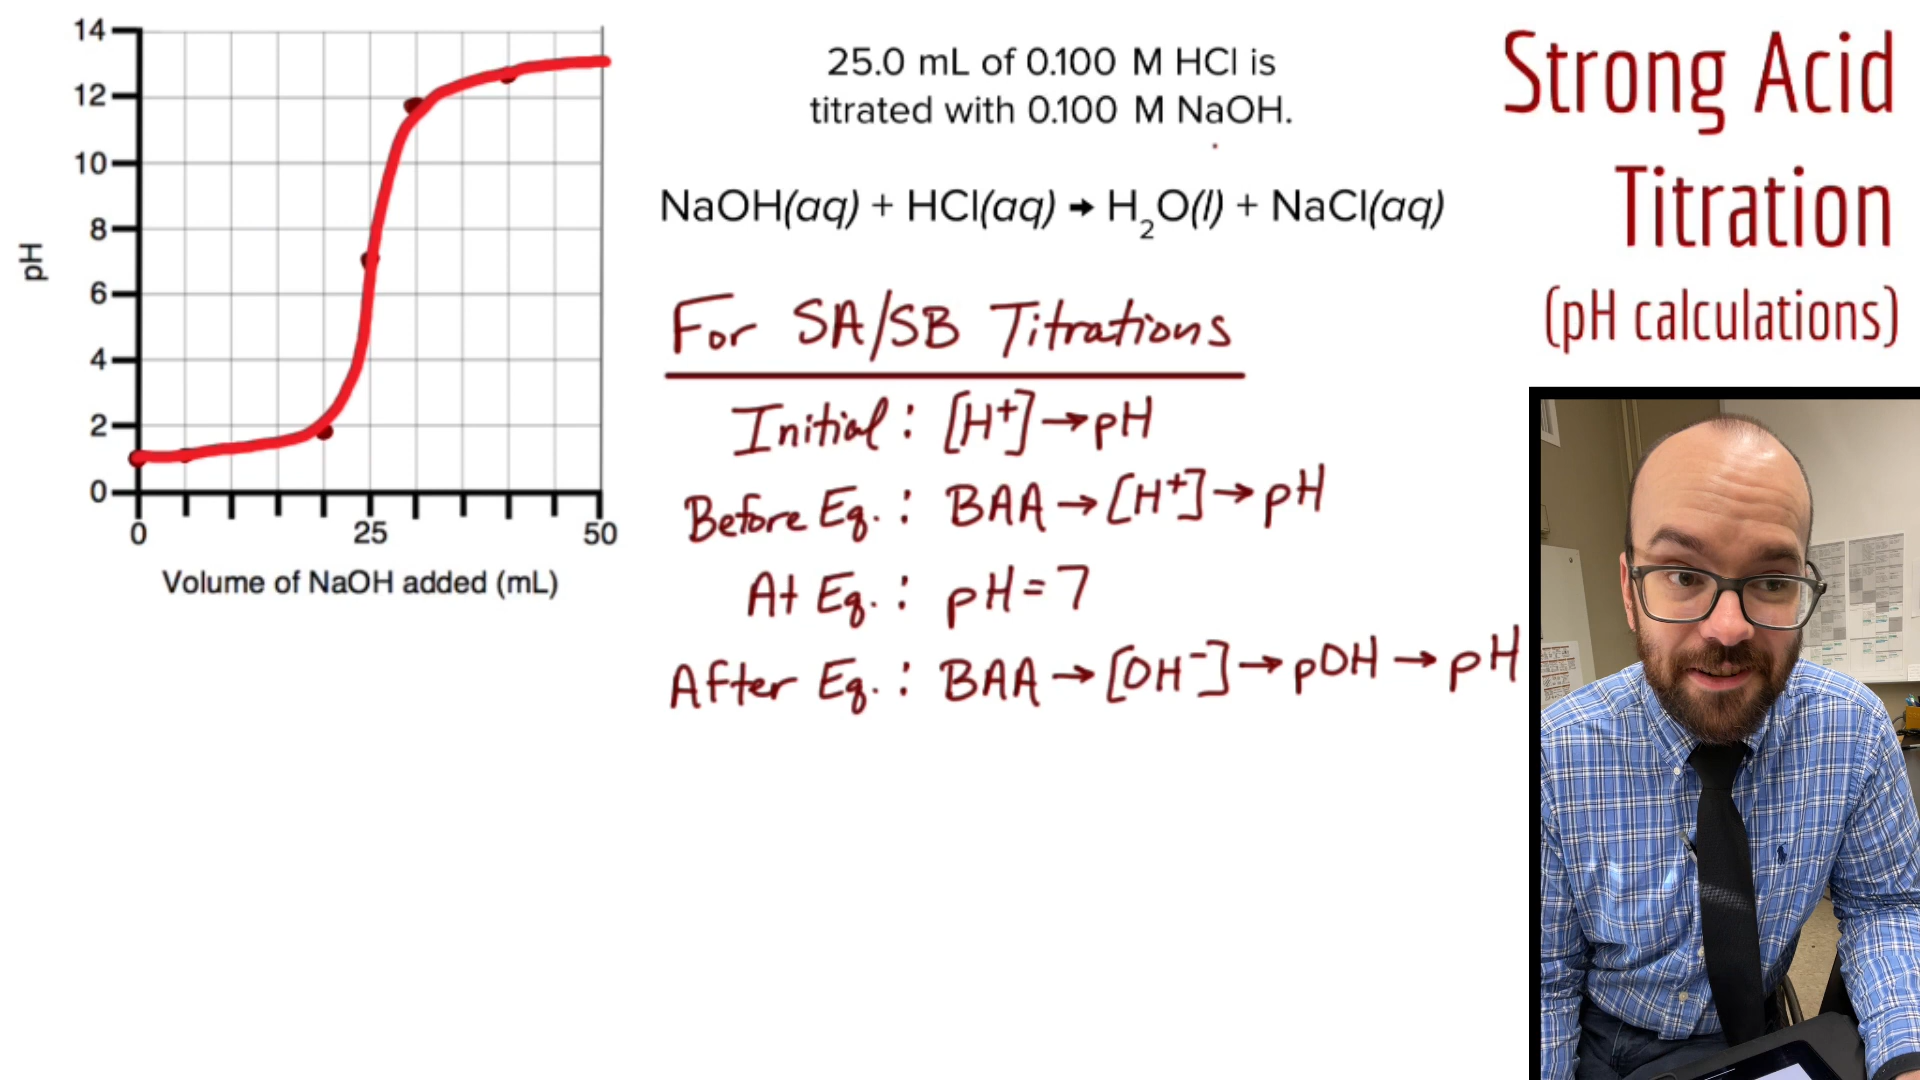 14
12
10
8
6
4
2
0
pH
0 25 50
Volume of NaOH added (mL)
25.0 mL of 0.100 M HCl is
titrated with 0.100 M NaOH.
NaOH(aq) + HCl(aq) → H₂O(l) + NaCl(aq)
For SA/SB Titrations
Initial: [H⁺]→pH
Before Eq.: BAA→[H⁺]→pH
At Eq.: pH=7
After Eq.: BAA→[OH⁻]→pOH→pH
Strong Acid
Titration
(pH calculations)